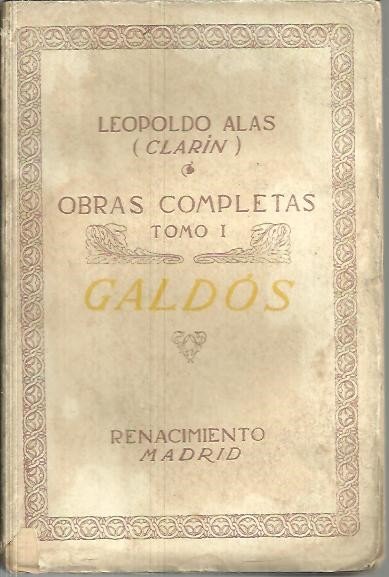 LEOPOLDO ALAS
(CLARÍN)
OBRAS COMPLETAS
TOMO I
GALDÓS
RENACIMIENTO
MADRID